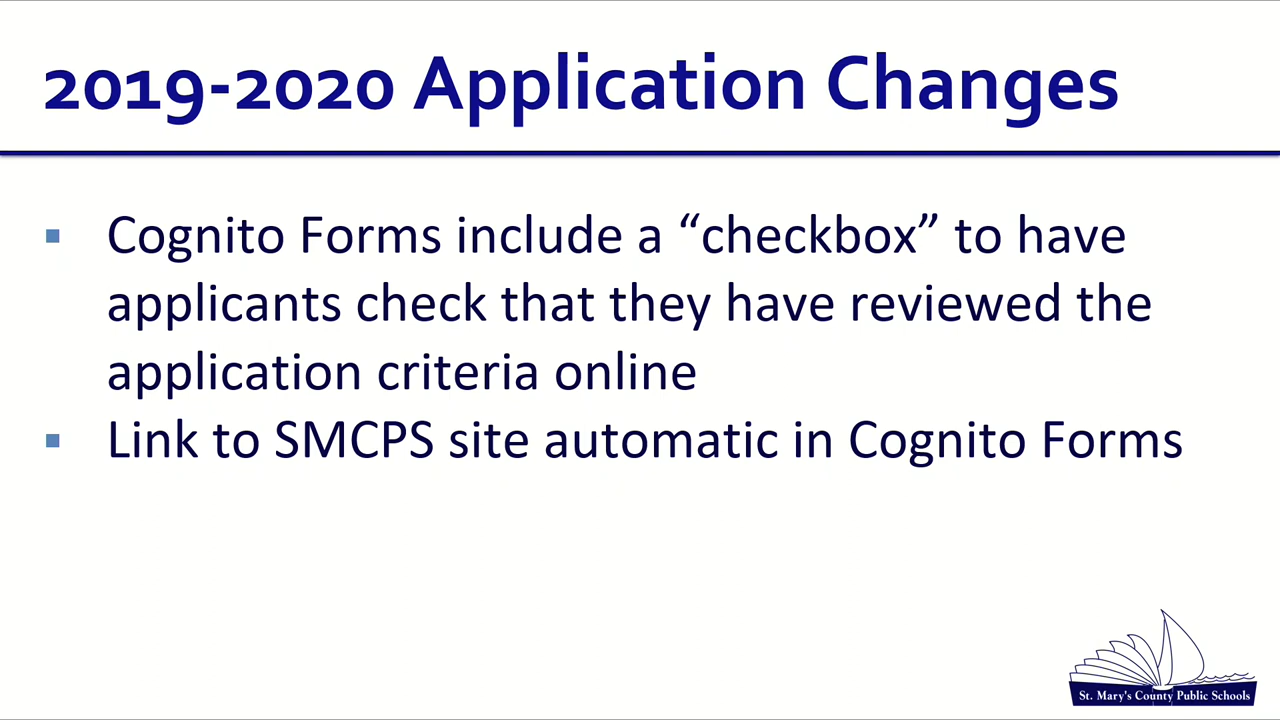 2019-2020 Application Changes
▪ Cognito Forms include a “checkbox” to have
applicants check that they have reviewed the
application criteria online
▪ Link to SMCPS site automatic in Cognito Forms
St. Mary's County Public Schools